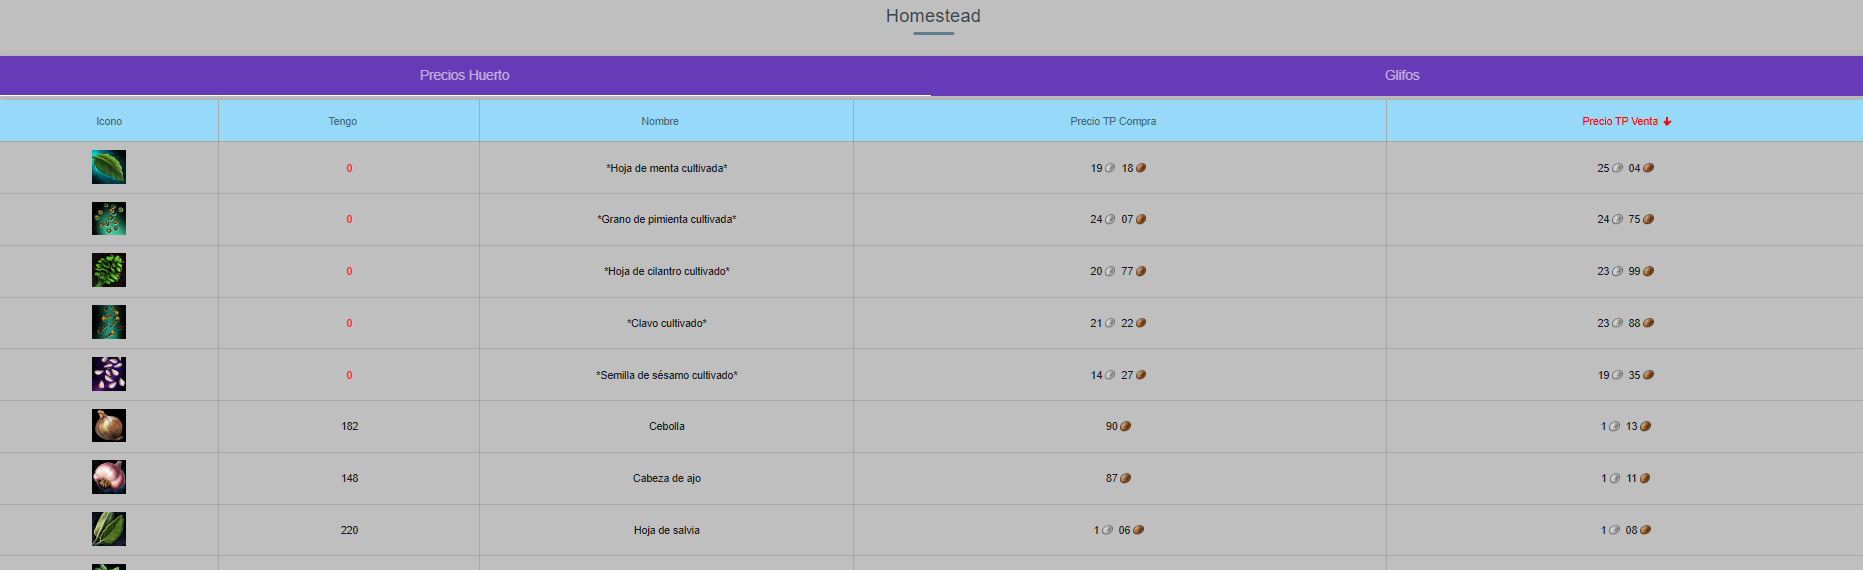 Homestead
Precios Huerto Glifos
Icono Tengo Nombre Precio TP Compra Precio TP Venta
0 *Hoja de menta cultivada* 19 18 25 04
0 *Grano de pimienta cultivada* 24 07 24 75
0 *Hoja de cilantro cultivado* 20 77 23 99
0 *Clavo cultivado* 21 22 23 88
0 *Semilla de sésamo cultivado* 14 27 19 35
182 Cebolla 90 1 13
148 Cabeza de ajo 87 1 11
220 Hoja de salvia 1 06 1 08